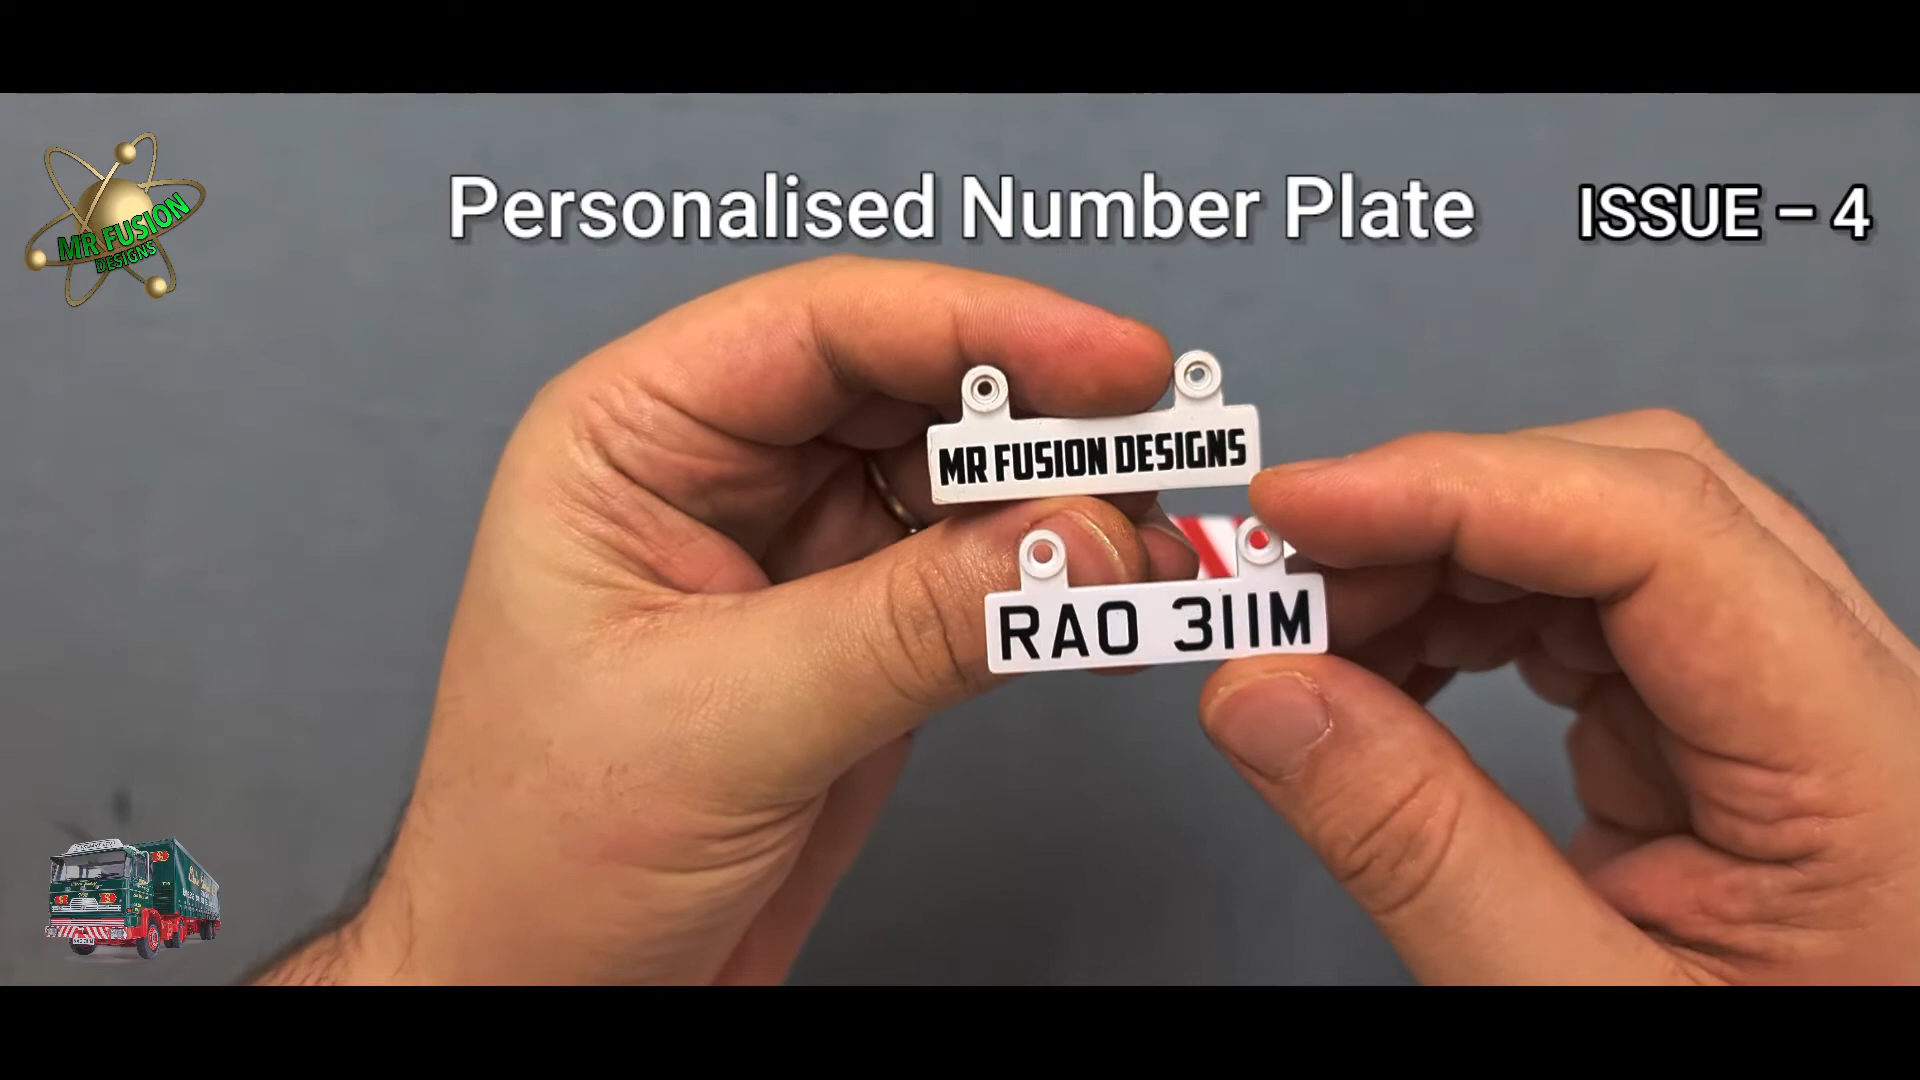 Personalised Number Plate
ISSUE – 4
MR FUSION
DESIGNS
MR FUSION DESIGNS
RAO 311M